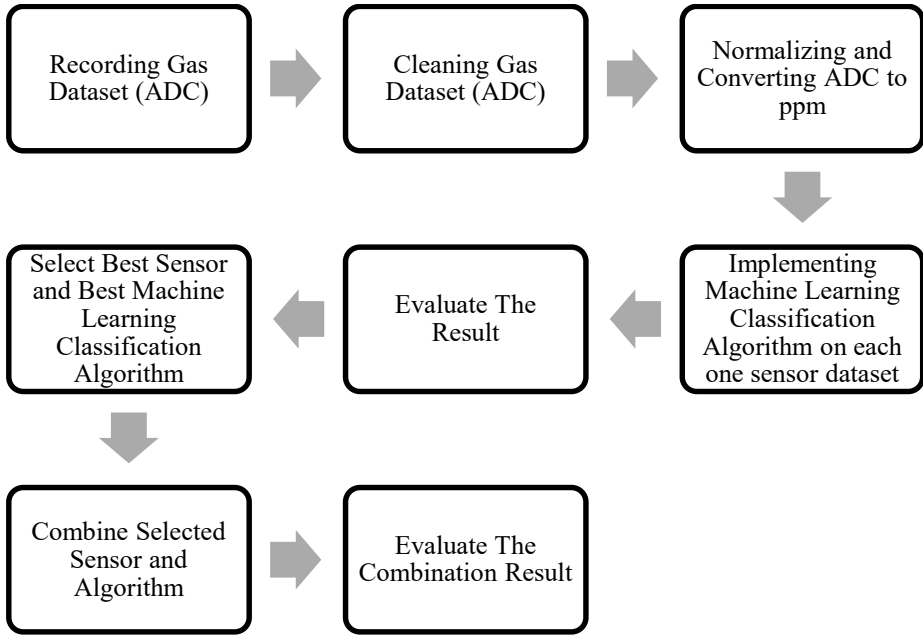 Recording Gas
Dataset (ADC)
Cleaning Gas
Dataset (ADC)
Normalizing and
Converting ADC to
ppm
Implementing
Machine Learning
Classification
Algorithm on each
one sensor dataset
Evaluate The
Result
Select Best Sensor
and Best Machine
Learning
Classification
Algorithm
Combine Selected
Sensor and
Algorithm
Evaluate The
Combination Result